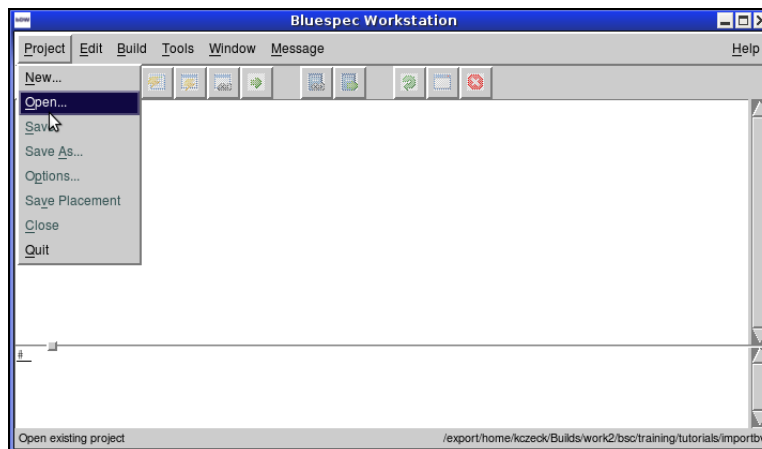 Bluespec Workstation
Project Edit Build Tools Window Message Help
New...
Open...
Save
Save As...
Options...
Save Placement
Close
Quit
#
Open existing project /export/home/kczeck/Builds/work2/bsc/training/tutorials/importbv